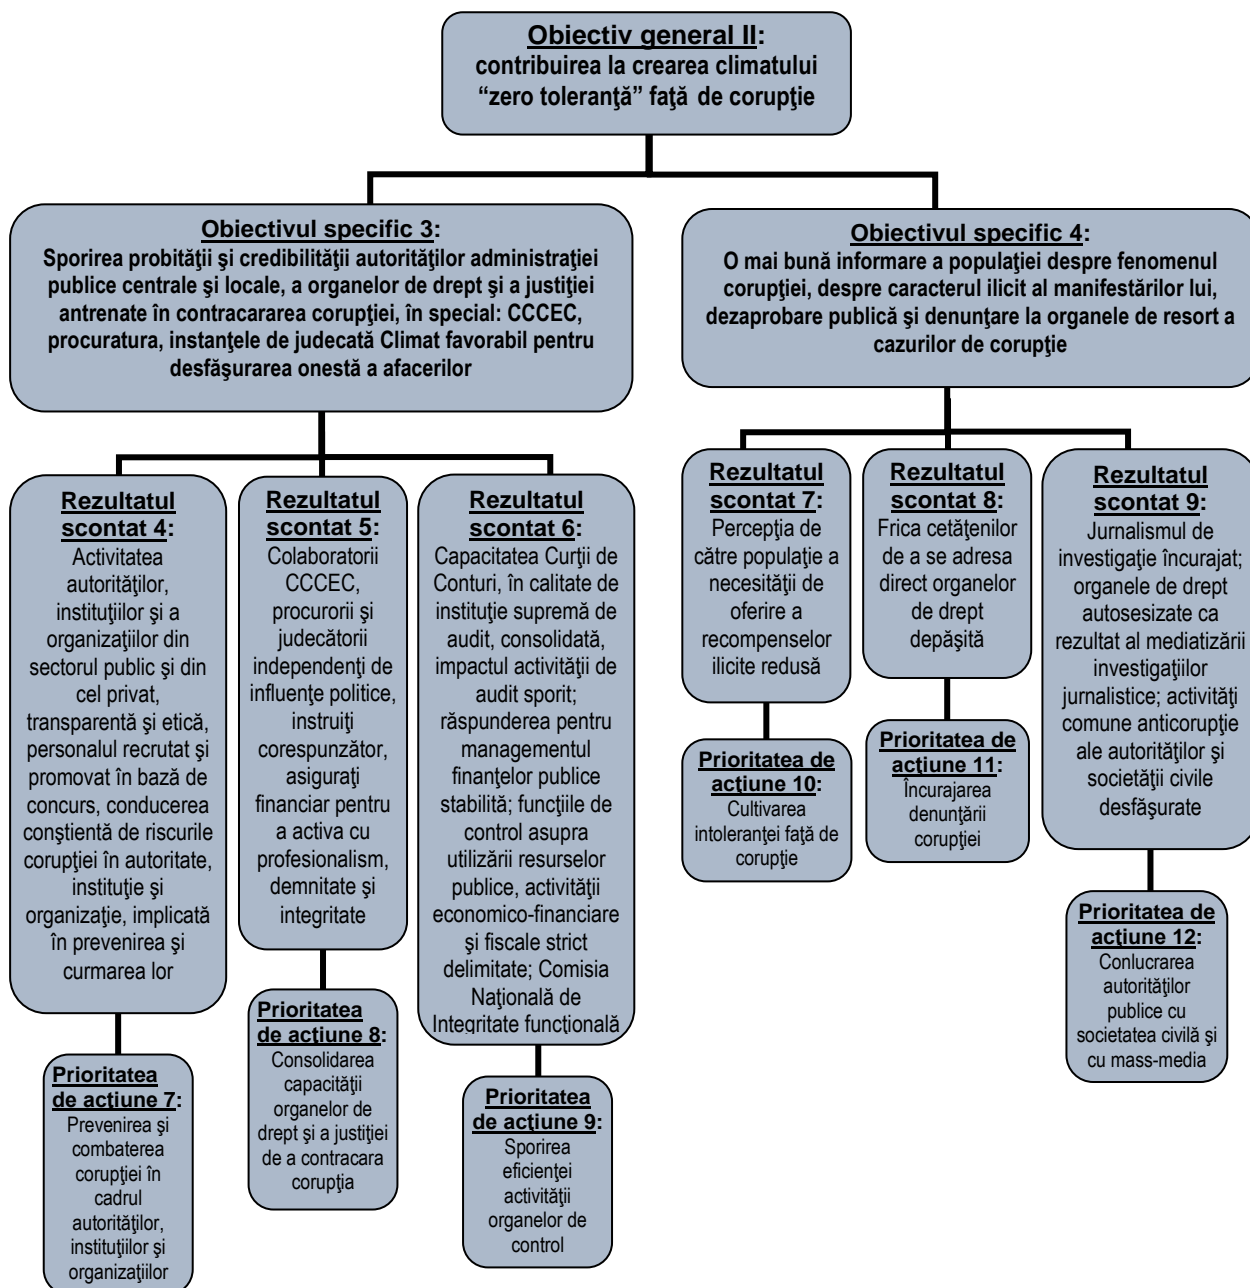 Obiectiv general II:
contribuirea la crearea climatului
“zero toleranţă” faţă de corupţie
Obiectivul specific 3:
Sporirea probităţii şi credibilităţii autorităţilor administraţiei
publice centrale şi locale, a organelor de drept şi a justiţiei
antrenate în contracararea corupţiei, în special: CCCEC,
procuratura, instanţele de judecată Climat favorabil pentru
desfăşurarea onestă a afacerilor
Obiectivul specific 4:
O mai bună informare a populaţiei despre fenomenul
corupţiei, despre caracterul ilicit al manifestărilor lui,
dezaprobare publică şi denunţare la organele de resort a
cazurilor de corupţie
Rezultatul
scontat 4:
Activitatea
autorităţilor,
instituţiilor şi a
organizaţiilor din
sectorul public şi din
cel privat,
transparentă şi etică,
personalul recrutat şi
promovat în bază de
concurs, conducerea
conştientă de riscurile
corupţiei în autoritate,
instituţie şi
organizaţie, implicată
în prevenirea şi
curmarea lor
Rezultatul
scontat 5:
Colaboratorii
CCCEC,
procurorii şi
judecătorii
independenţi de
influenţe politice,
instruiţi
corespunzător,
asiguraţi
financiar pentru
a activa cu
profesionalism,
demnitate şi
integritate
Rezultatul
scontat 6:
Capacitatea Curţii de
Conturi, în calitate de
instituţie supremă de
audit, consolidată,
impactul activităţii de
audit sporit;
răspunderea pentru
managementul
finanţelor publice
stabilită; funcţiile de
control asupra
utilizării resurselor
publice, activităţii
economico-financiare
şi fiscale strict
delimitate; Comisia
Naţională de
Integritate funcţională
Rezultatul
scontat 7:
Percepţia de
către populaţie a
necesităţii de
oferire a
recompenselor
ilicite redusă
Rezultatul
scontat 8:
Frica cetăţenilor
de a se adresa
direct organelor
de drept
depăşită
Rezultatul
scontat 9:
Jurnalismul de
investigaţie încurajat;
organele de drept
autosesizate ca
rezultat al mediatizării
investigaţiilor
jurnalistice; activităţi
comune anticorupţie
ale autorităţilor şi
societăţii civile
desfăşurate
Prioritatea de
acţiune 10:
Cultivarea
intoleranţei faţă de
corupţie
Prioritatea de
acţiune 11:
Încurajarea
denunţării
corupţiei
Prioritatea de
acţiune 12:
Conlucrarea
autorităţilor
publice cu
societatea civilă şi
cu mass-media
Prioritatea
de acţiune 7:
Prevenirea şi
combaterea
corupţiei în
cadrul
autorităţilor,
instituţiilor şi
organizaţiilor
Prioritatea
de acţiune 8:
Consolidarea
capacităţii
organelor de
drept şi a justiţiei
de a contracara
corupţia
Prioritatea
de acţiune 9:
Sporirea
eficienţei
activităţii
organelor de
control